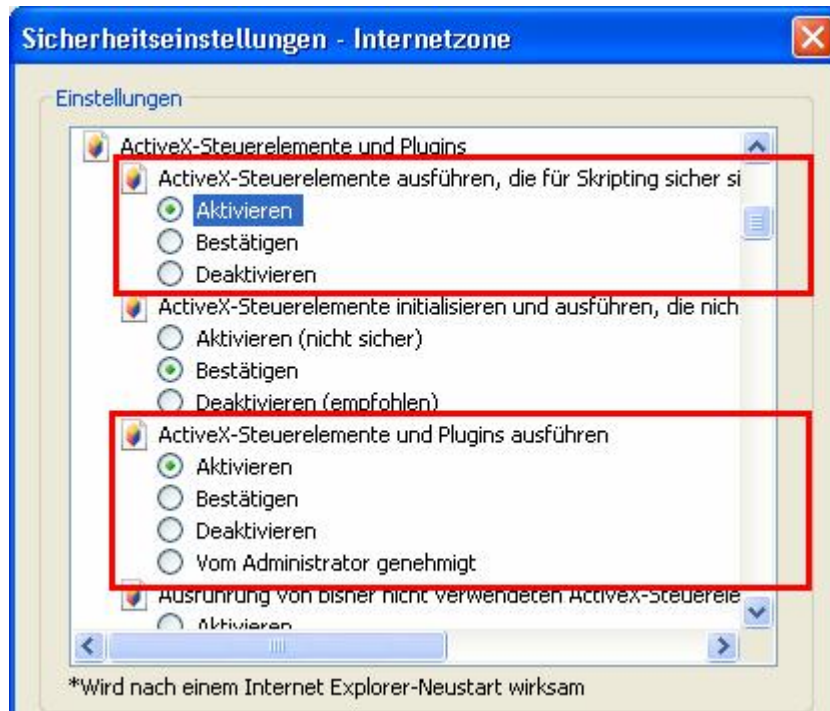 Sicherheitseinstellungen - Internetzone
Einstellungen
ActiveX-Steuerelemente und Plugins
ActiveX-Steuerelemente ausführen, die für Skripting sicher si
Aktivieren
Bestätigen
Deaktivieren
ActiveX-Steuerelemente initialisieren und ausführen, die nich
Aktivieren (nicht sicher)
Bestätigen
Deaktivieren (empfohlen)
ActiveX-Steuerelemente und Plugins ausführen
Aktivieren
Bestätigen
Deaktivieren
Vom Administrator genehmigt
Ausführung von bisher nicht verwendeten ActiveX-Steuerele
Aktivieren
*Wird nach einem Internet Explorer-Neustart wirksam